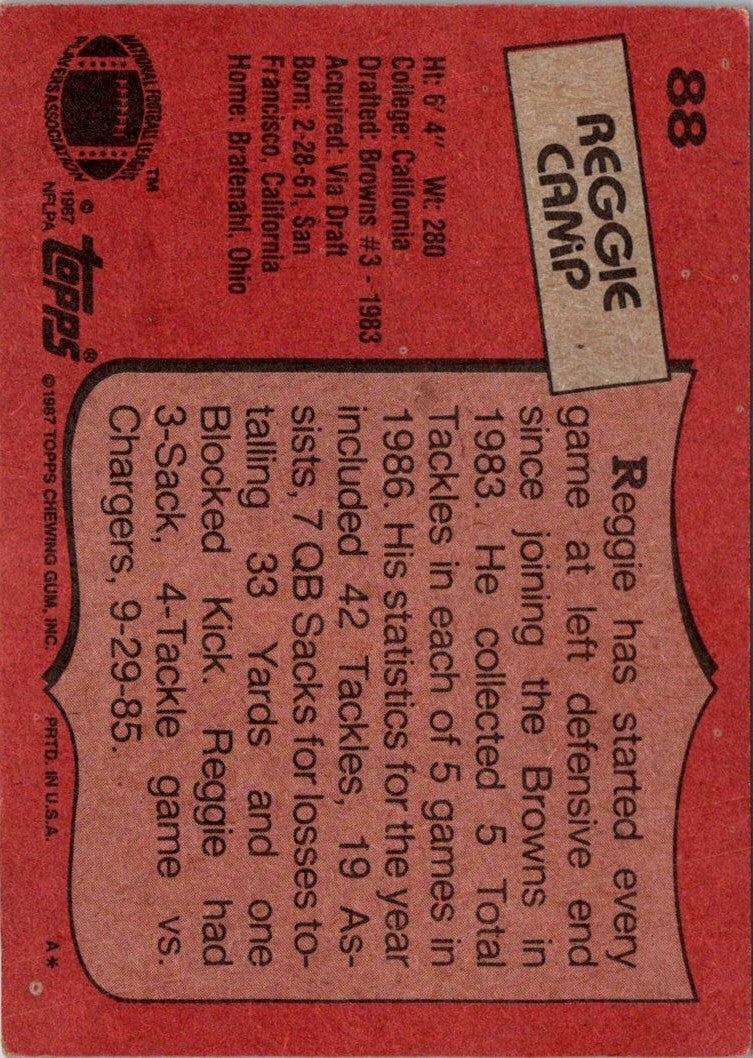 88
REGGIE
CAMP
Ht: 6'4" Wt: 280
College: California
Drafted: Browns #3 - 1983
Acquired: Via Draft
Born: 2-28-61, San
Francisco, California
Home: Bratenahl, Ohio
NATIONAL FOOTBALL LEAGUE
PLAYERS ASSOCIATION
™
© 1987
NFLPA
topps®
Reggie has started every
game at left defensive end
since joining the Browns in
1983. He collected 5 Total
Tackles in each of 5 games in
1986. His statistics for the year
included 42 Tackles, 19 As-
sists, 7 QB Sacks for losses to-
talling 33 Yards and one
Blocked Kick. Reggie had
3-Sack, 4-Tackle game vs.
Chargers, 9-29-85.
© 1987 TOPPS CHEWING GUM, INC. PRTD. IN U.S.A. A*